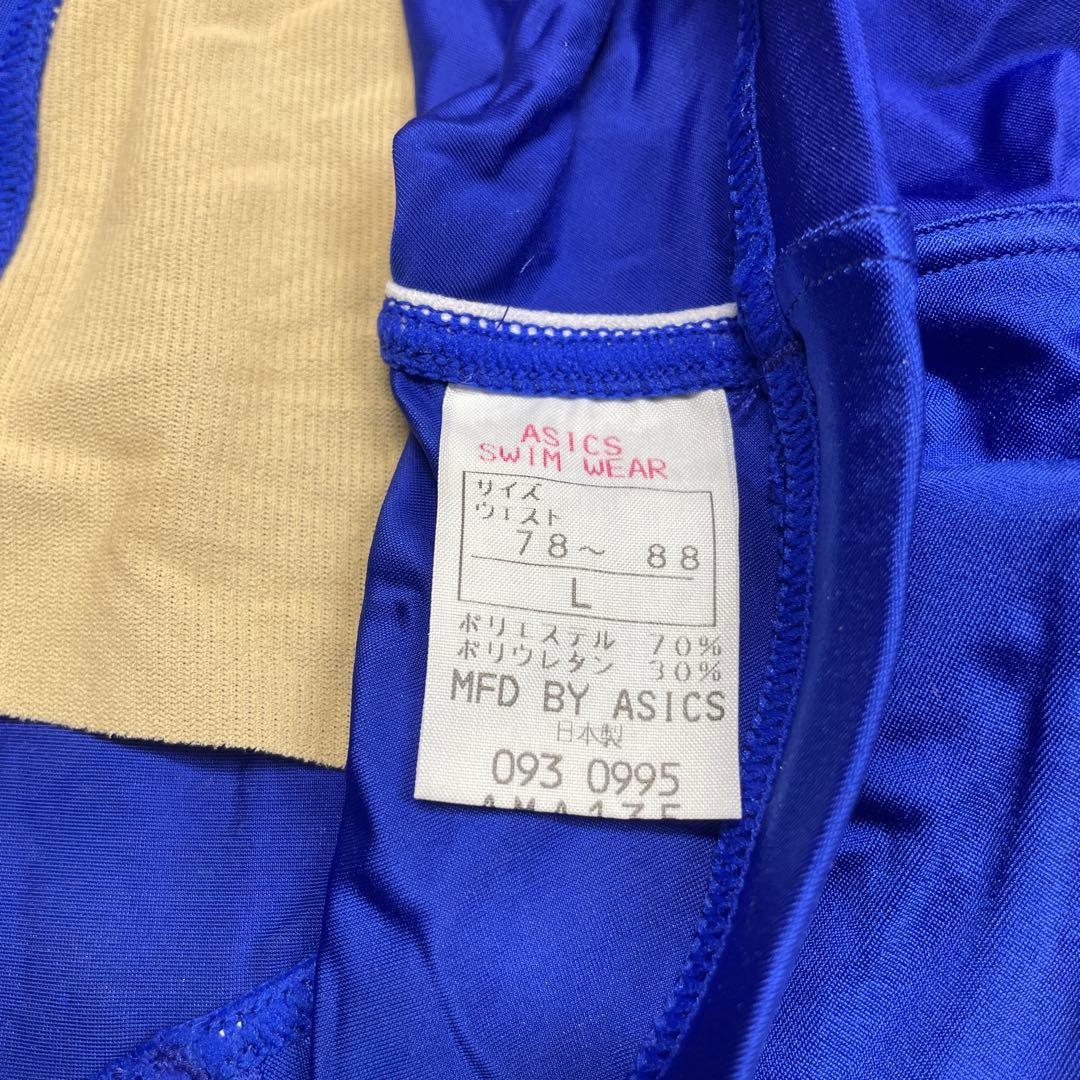 ASICS
SWIM WEAR
サイズ
ウエスト
78～ 88
L
ポリエステル 70%
ポリウレタン 30%
MFD BY ASICS
日本製
093 0995